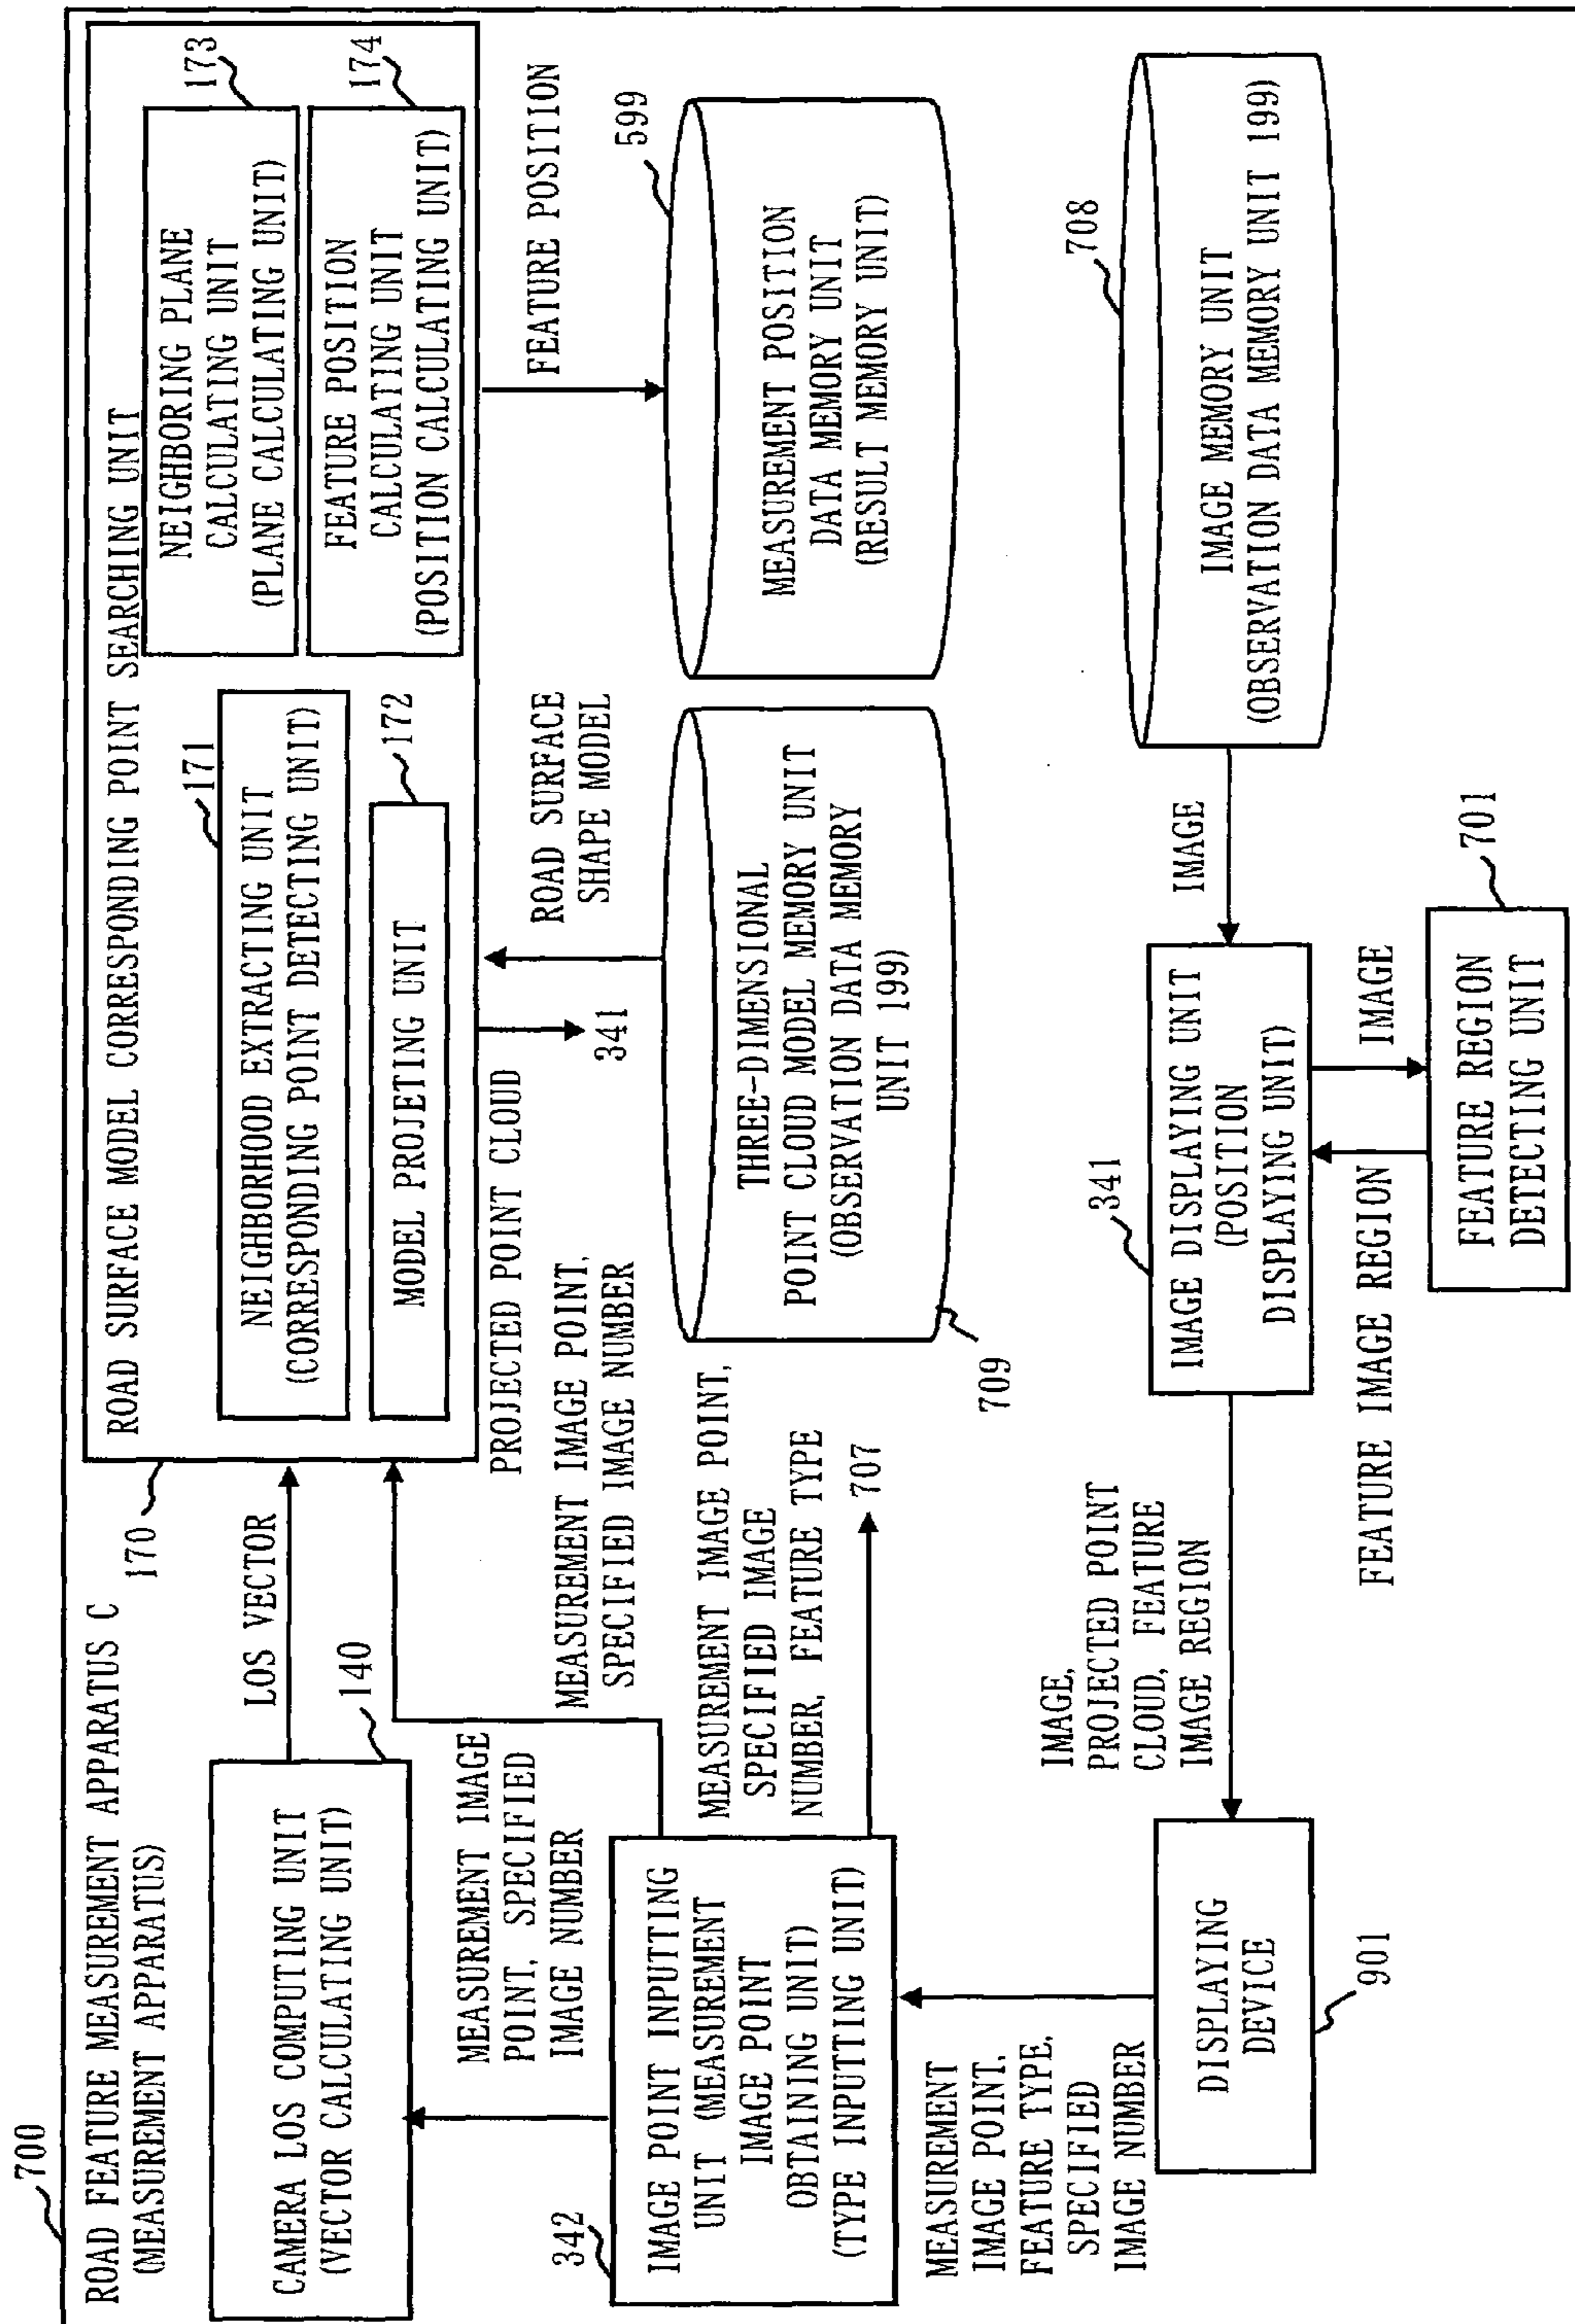 700
ROAD FEATURE MEASUREMENT APPARATUS C
(MEASUREMENT APPARATUS)
CAMERA LOS COMPUTING UNIT
(VECTOR CALCULATING UNIT)
140
LOS VECTOR
170
ROAD SURFACE MODEL CORRESPONDING POINT SEARCHING UNIT
NEIGHBORHOOD EXTRACTING UNIT
(CORRESPONDING POINT DETECTING UNIT)
171
MODEL PROJETING UNIT
172
NEIGHBORING PLANE
CALCULATING UNIT
(PLANE CALCULATING UNIT)
173
FEATURE POSITION
CALCULATING UNIT
(POSITION CALCULATING UNIT)
174
MEASUREMENT IMAGE
POINT, SPECIFIED
IMAGE NUMBER
MEASUREMENT IMAGE POINT,
SPECIFIED IMAGE NUMBER
PROJECTED POINT CLOUD
341
ROAD SURFACE
SHAPE MODEL
FEATURE POSITION
342
IMAGE POINT INPUTTING
UNIT (MEASUREMENT
IMAGE POINT
OBTAINING UNIT)
(TYPE INPUTTING UNIT)
MEASUREMENT IMAGE POINT,
SPECIFIED IMAGE
NUMBER, FEATURE TYPE
707
THREE-DIMENSIONAL
POINT CLOUD MODEL MEMORY UNIT
(OBSERVATION DATA MEMORY
UNIT 199)
709
MEASUREMENT POSITION
DATA MEMORY UNIT
(RESULT MEMORY UNIT)
599
MEASUREMENT
IMAGE POINT,
FEATURE TYPE,
SPECIFIED
IMAGE NUMBER
DISPLAYING
DEVICE
901
IMAGE,
PROJECTED POINT
CLOUD, FEATURE
IMAGE REGION
341
IMAGE DISPLAYING UNIT
(POSITION
DISPLAYING UNIT)
IMAGE
708
IMAGE MEMORY UNIT
(OBSERVATION DATA MEMORY UNIT 199)
FEATURE IMAGE REGION
IMAGE
FEATURE REGION
DETECTING UNIT
701